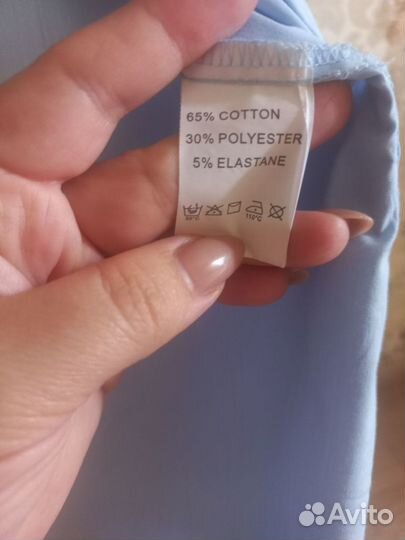 65% COTTON
30% POLYESTER
5% ELASTANE
110°C
Avito